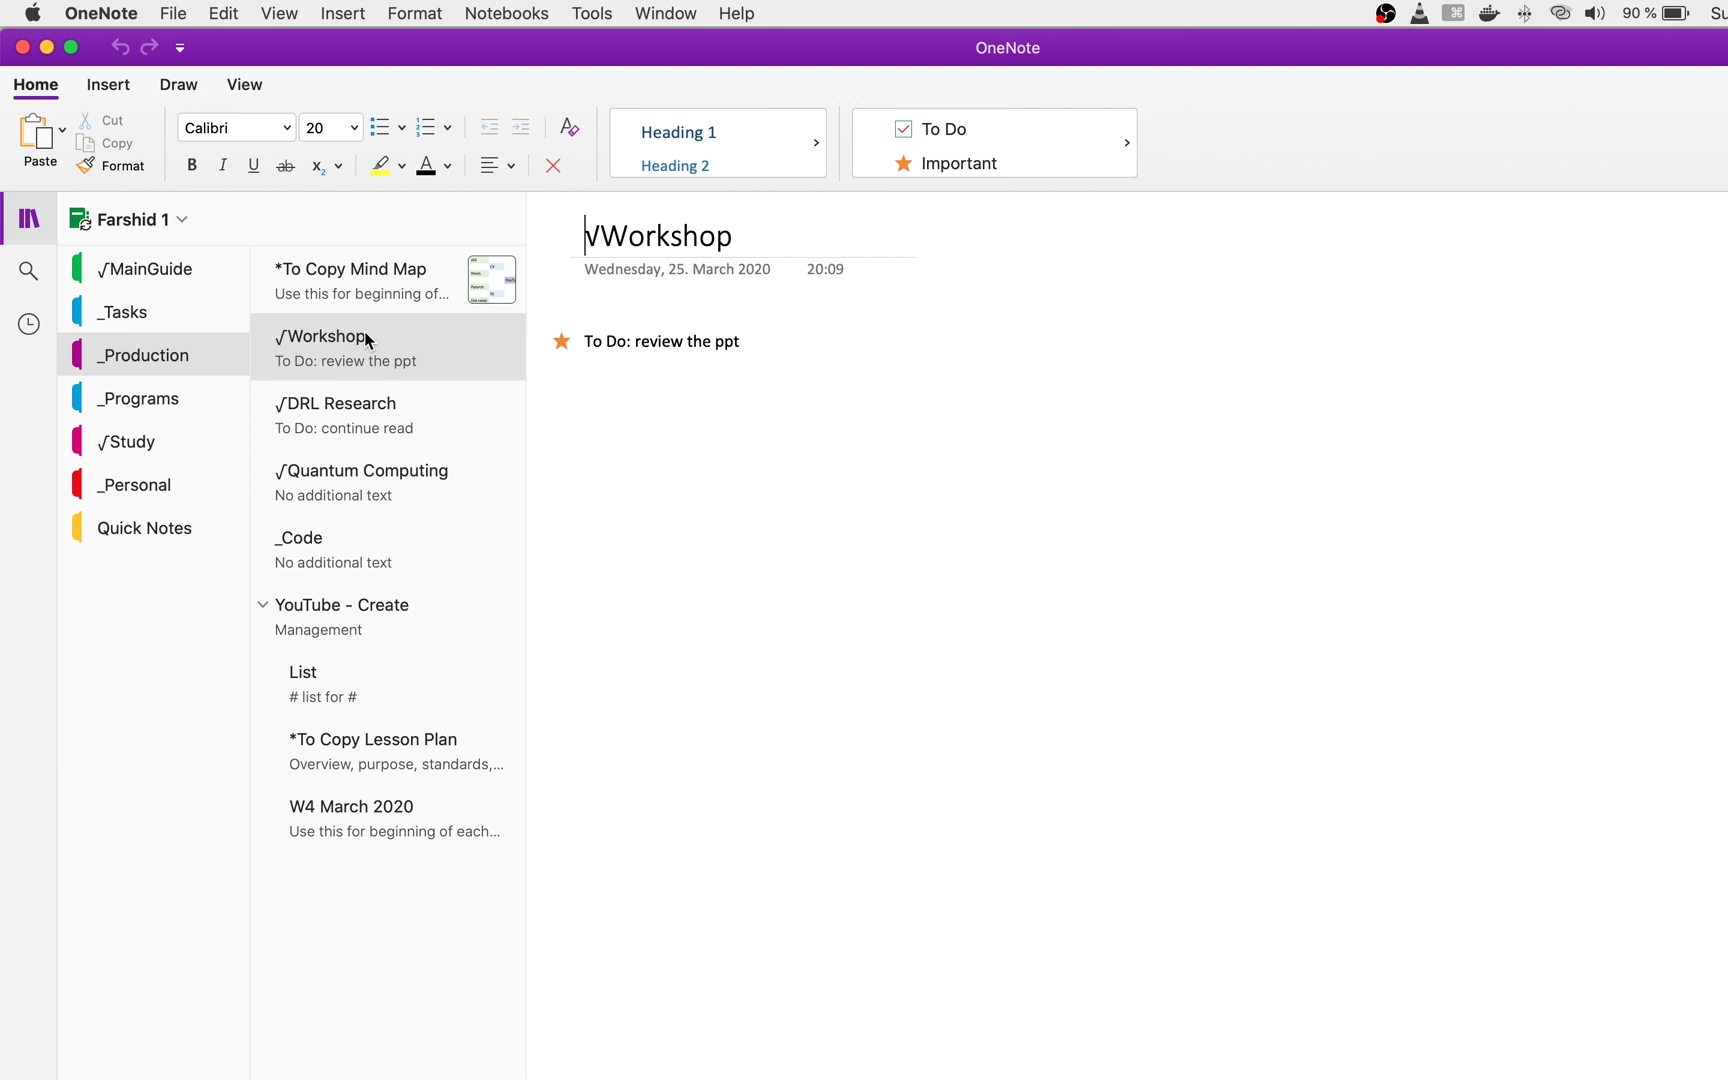 OneNote File Edit View Insert Format Notebooks Tools Window Help 90 % Su
OneNote
Home Insert Draw View
Paste
Cut
Copy
Format
Calibri 20
B I U ab X₂ A
Heading 1
Heading 2
To Do
Important
Farshid 1
√MainGuide
_Tasks
_Production
_Programs
√Study
_Personal
Quick Notes
*To Copy Mind Map
Use this for beginning of...
√Workshop
To Do: review the ppt
√DRL Research
To Do: continue read
√Quantum Computing
No additional text
_Code
No additional text
YouTube - Create
Management
List
# list for #
*To Copy Lesson Plan
Overview, purpose, standards,...
W4 March 2020
Use this for beginning of each...
√Workshop
Wednesday, 25. March 2020 20:09
To Do: review the ppt